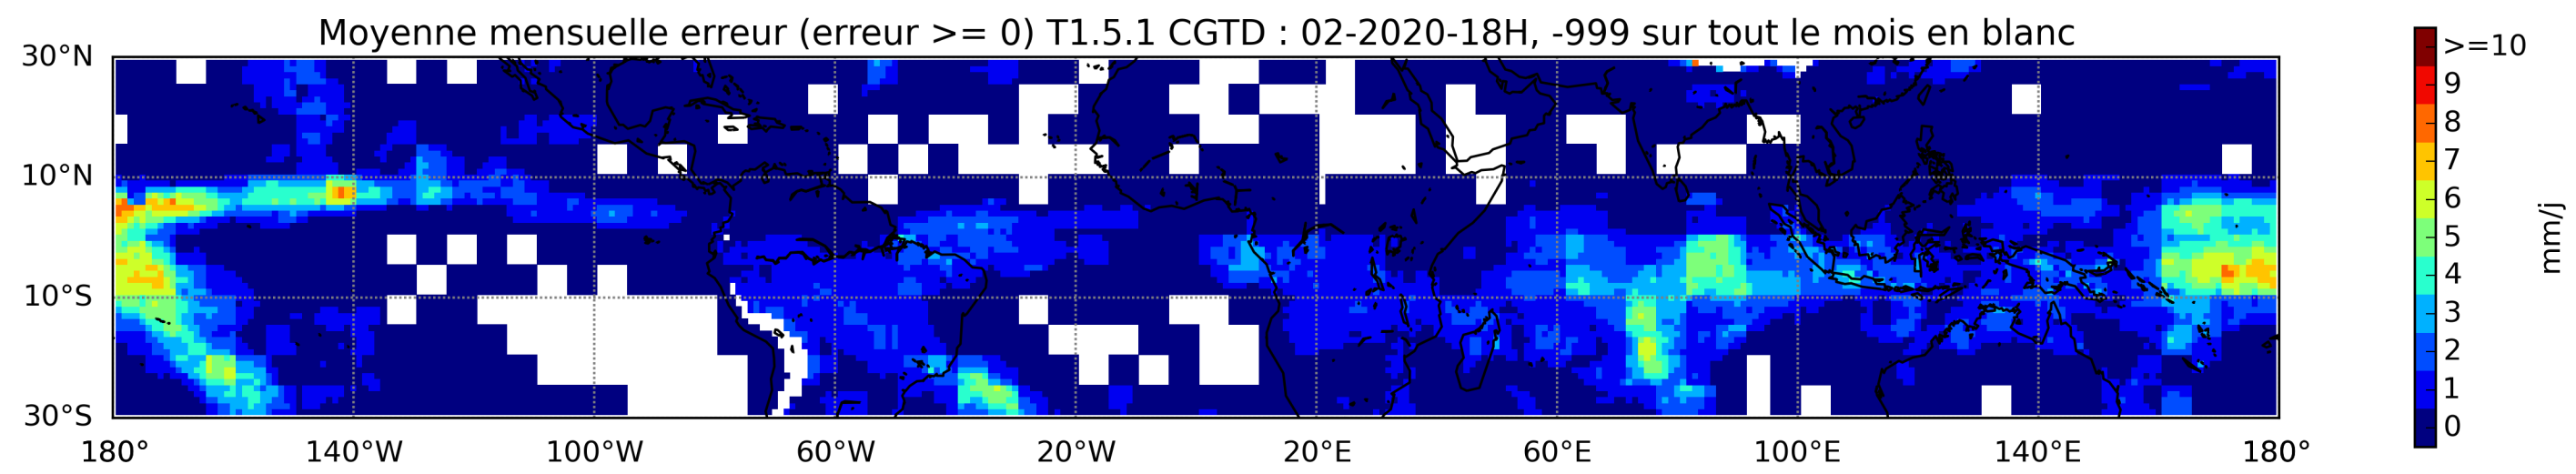 Moyenne mensuelle erreur (erreur >= 0) T1.5.1 CGTD : 02-2020-18H, -999 sur tout le mois en blanc
30°N
10°N
10°S
30°S
180° 140°W 100°W 60°W 20°W 20°E 60°E 100°E 140°E 180°
>=10
9
8
7
6
5
4
3
2
1
0
mm/j